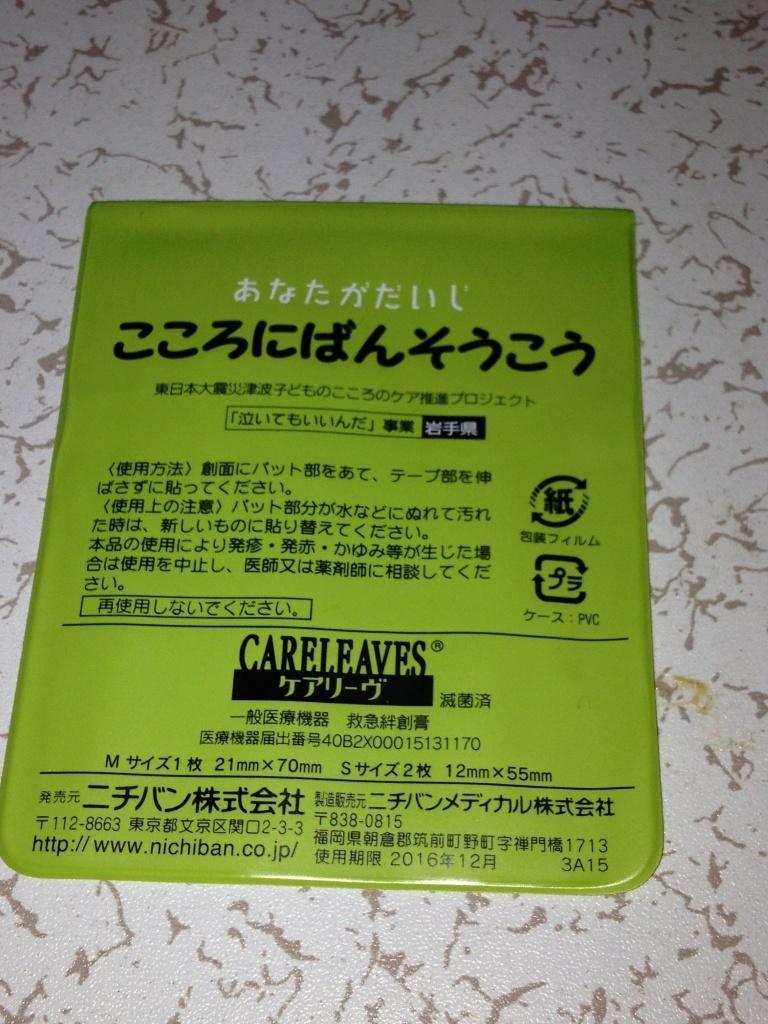 あなたがだいじ
こころにばんそうこう
東日本大震災津波子どものこころのケア推進プロジェクト
「泣いてもいいんだ」事業 岩手県
〈使用方法〉創面にパット部をあて、テープ部を伸
ばさずに貼ってください。
〈使用上の注意〉パット部分が水などにぬれて汚れ
た時は、新しいものに貼り替えてください。
本品の使用により発疹・発赤・かゆみ等が生じた場
合は使用を中止し、医師又は薬剤師に相談してくだ
さい。
再使用しないでください。
紙
包装フィルム
プラ
ケース：PVC
CARELEAVES®
ケアリーヴ 滅菌済
一般医療機器 救急絆創膏
医療機器届出番号40B2X00015131170
Mサイズ1枚 21mm×70mm Sサイズ2枚 12mm×55mm
発売元 ニチバン株式会社
〒112-8663 東京都文京区関口2-3-3
http://www.nichiban.co.jp/
製造販売元 ニチバンメディカル株式会社
〒838-0815
福岡県朝倉郡筑前町野町字禅門橋1713
使用期限 2016年12月 3A15